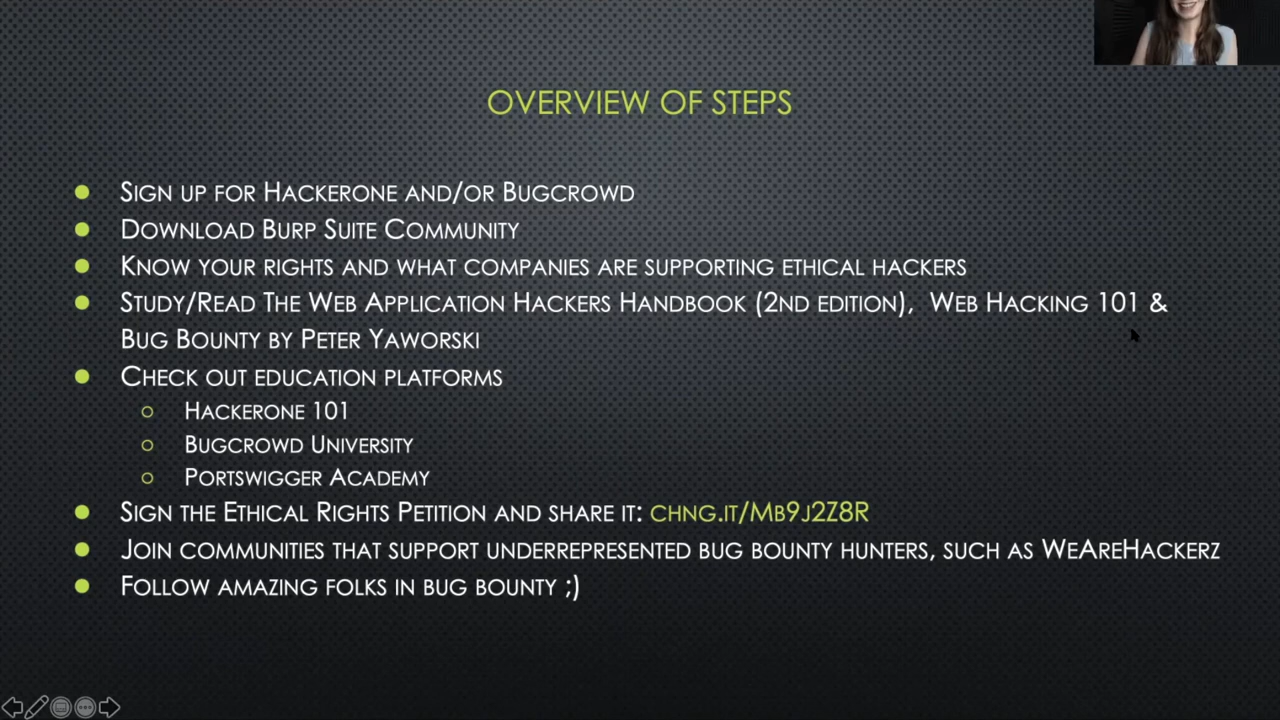 OVERVIEW OF STEPS
SIGN UP FOR HACKERONE AND/OR BUGCROWD
DOWNLOAD BURP SUITE COMMUNITY
KNOW YOUR RIGHTS AND WHAT COMPANIES ARE SUPPORTING ETHICAL HACKERS
STUDY/READ THE WEB APPLICATION HACKERS HANDBOOK (2ND EDITION), WEB HACKING 101 &
BUG BOUNTY BY PETER YAWORSKI
CHECK OUT EDUCATION PLATFORMS
HACKERONE 101
BUGCROWD UNIVERSITY
PORTSWIGGER ACADEMY
SIGN THE ETHICAL RIGHTS PETITION AND SHARE IT: CHNG.IT/MB9J2Z8R
JOIN COMMUNITIES THAT SUPPORT UNDERREPRESENTED BUG BOUNTY HUNTERS, SUCH AS WEAREHACKERZ
FOLLOW AMAZING FOLKS IN BUG BOUNTY ;)